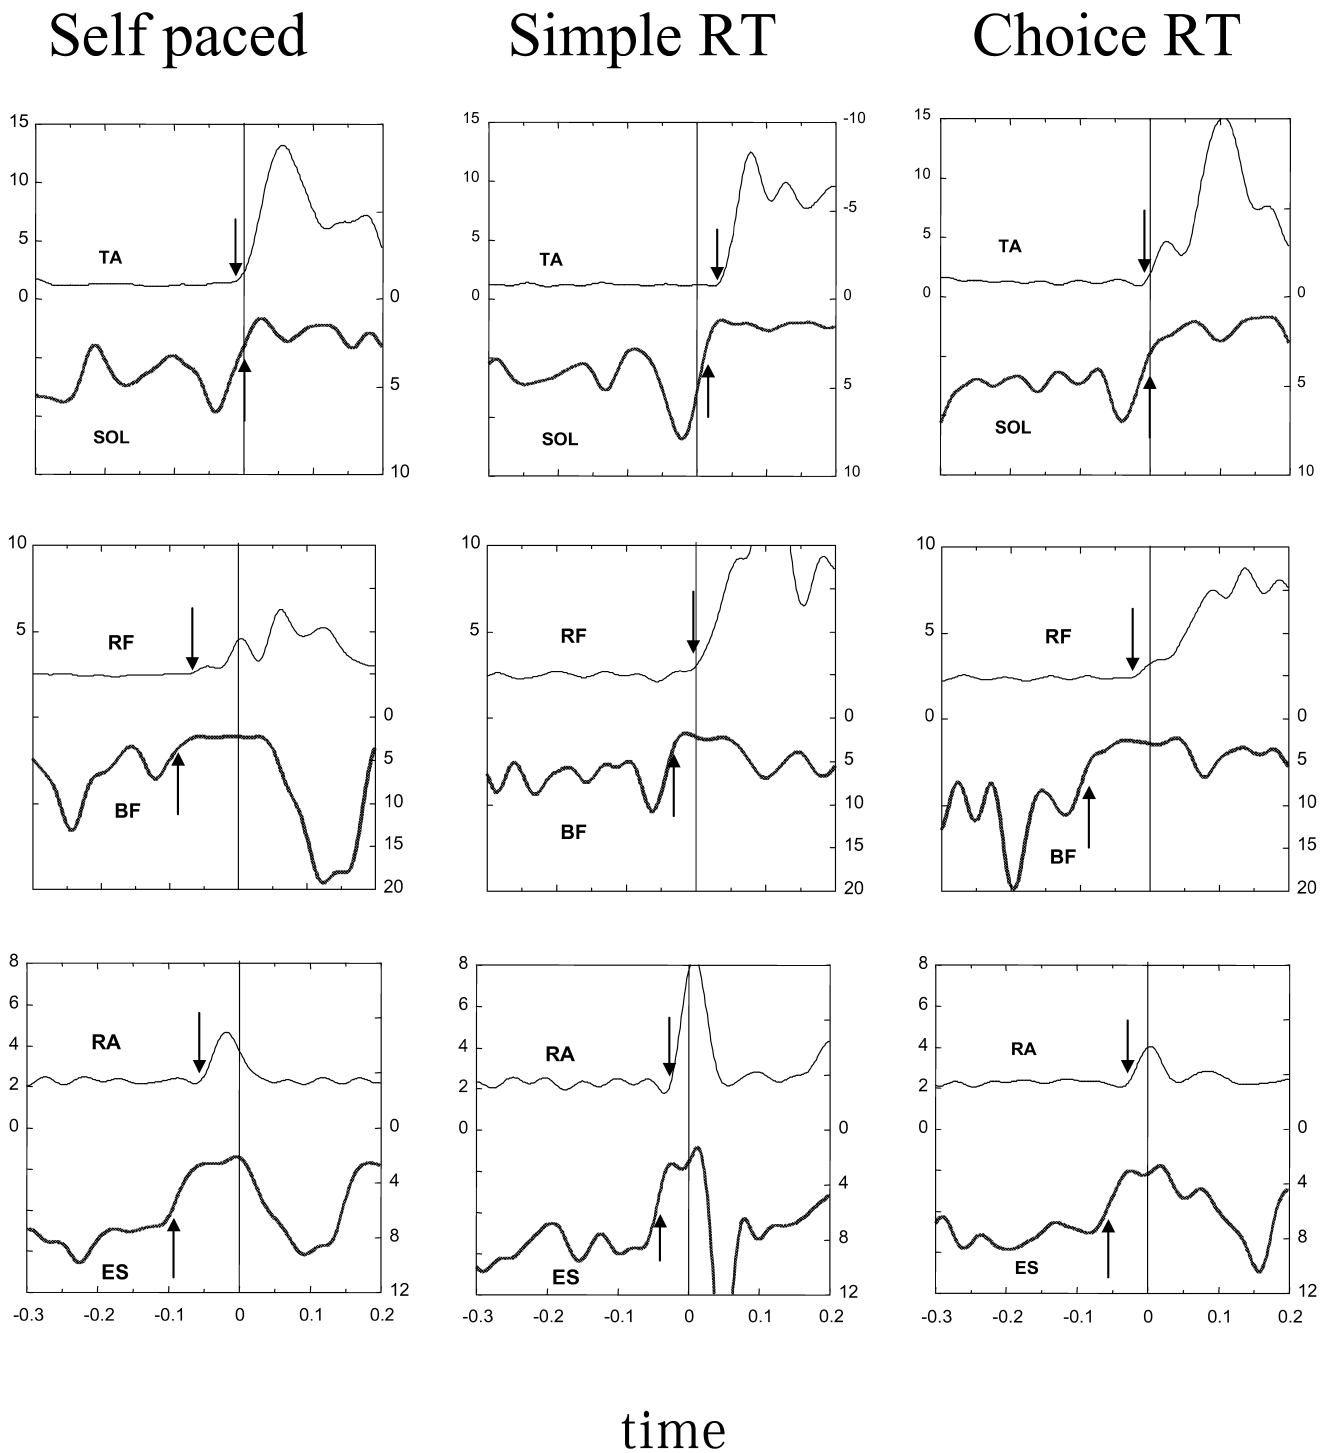 Self paced Simple RT Choice RT
15 15 -10 15
10 10 -5 10
5 5 5
TA TA TA
0 0 0 0 0 0
5 5 5
SOL SOL SOL
10 10 10
10 10
5 5 5
RF RF RF
0 0 0 0
5 5 5
BF 10 BF 10 BF 10
15 15 15
20 20 20
8 8 8
6 6 6
RA 4 RA 4 RA 4
2 2 2
0 0 0 0 0 0
4 4 4
8 8 8
ES ES ES
12 12 12
-0.3 -0.2 -0.1 0 0.1 0.2 -0.3 -0.2 -0.1 0 0.1 0.2 -0.3 -0.2 -0.1 0 0.1 0.2
time